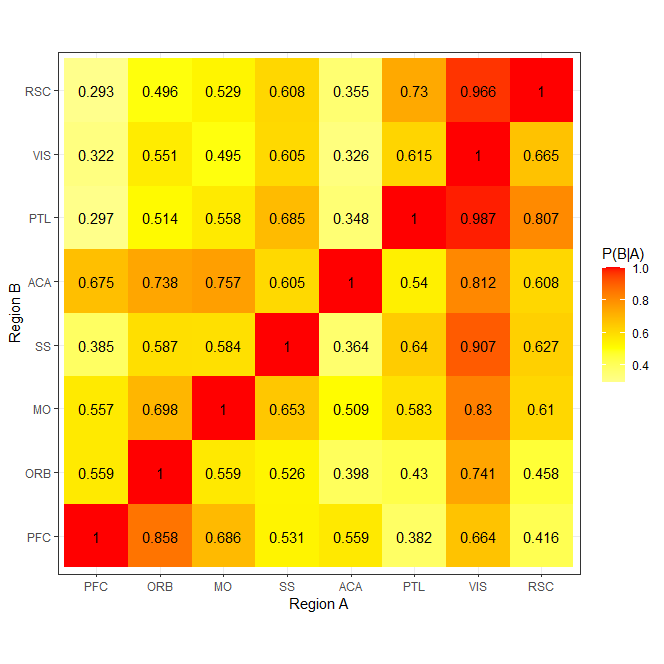 RSC 0.293 0.496 0.529 0.608 0.355 0.73 0.966 1
VIS 0.322 0.551 0.495 0.605 0.326 0.615 1 0.665
PTL 0.297 0.514 0.558 0.685 0.348 1 0.987 0.807
ACA 0.675 0.738 0.757 0.605 1 0.54 0.812 0.608
SS 0.385 0.587 0.584 1 0.364 0.64 0.907 0.627
MO 0.557 0.698 1 0.653 0.509 0.583 0.83 0.61
ORB 0.559 1 0.559 0.526 0.398 0.43 0.741 0.458
PFC 1 0.858 0.686 0.531 0.559 0.382 0.664 0.416
PFC ORB MO SS ACA PTL VIS RSC
Region A
Region B
P(B|A)
1.0
0.8
0.6
0.4